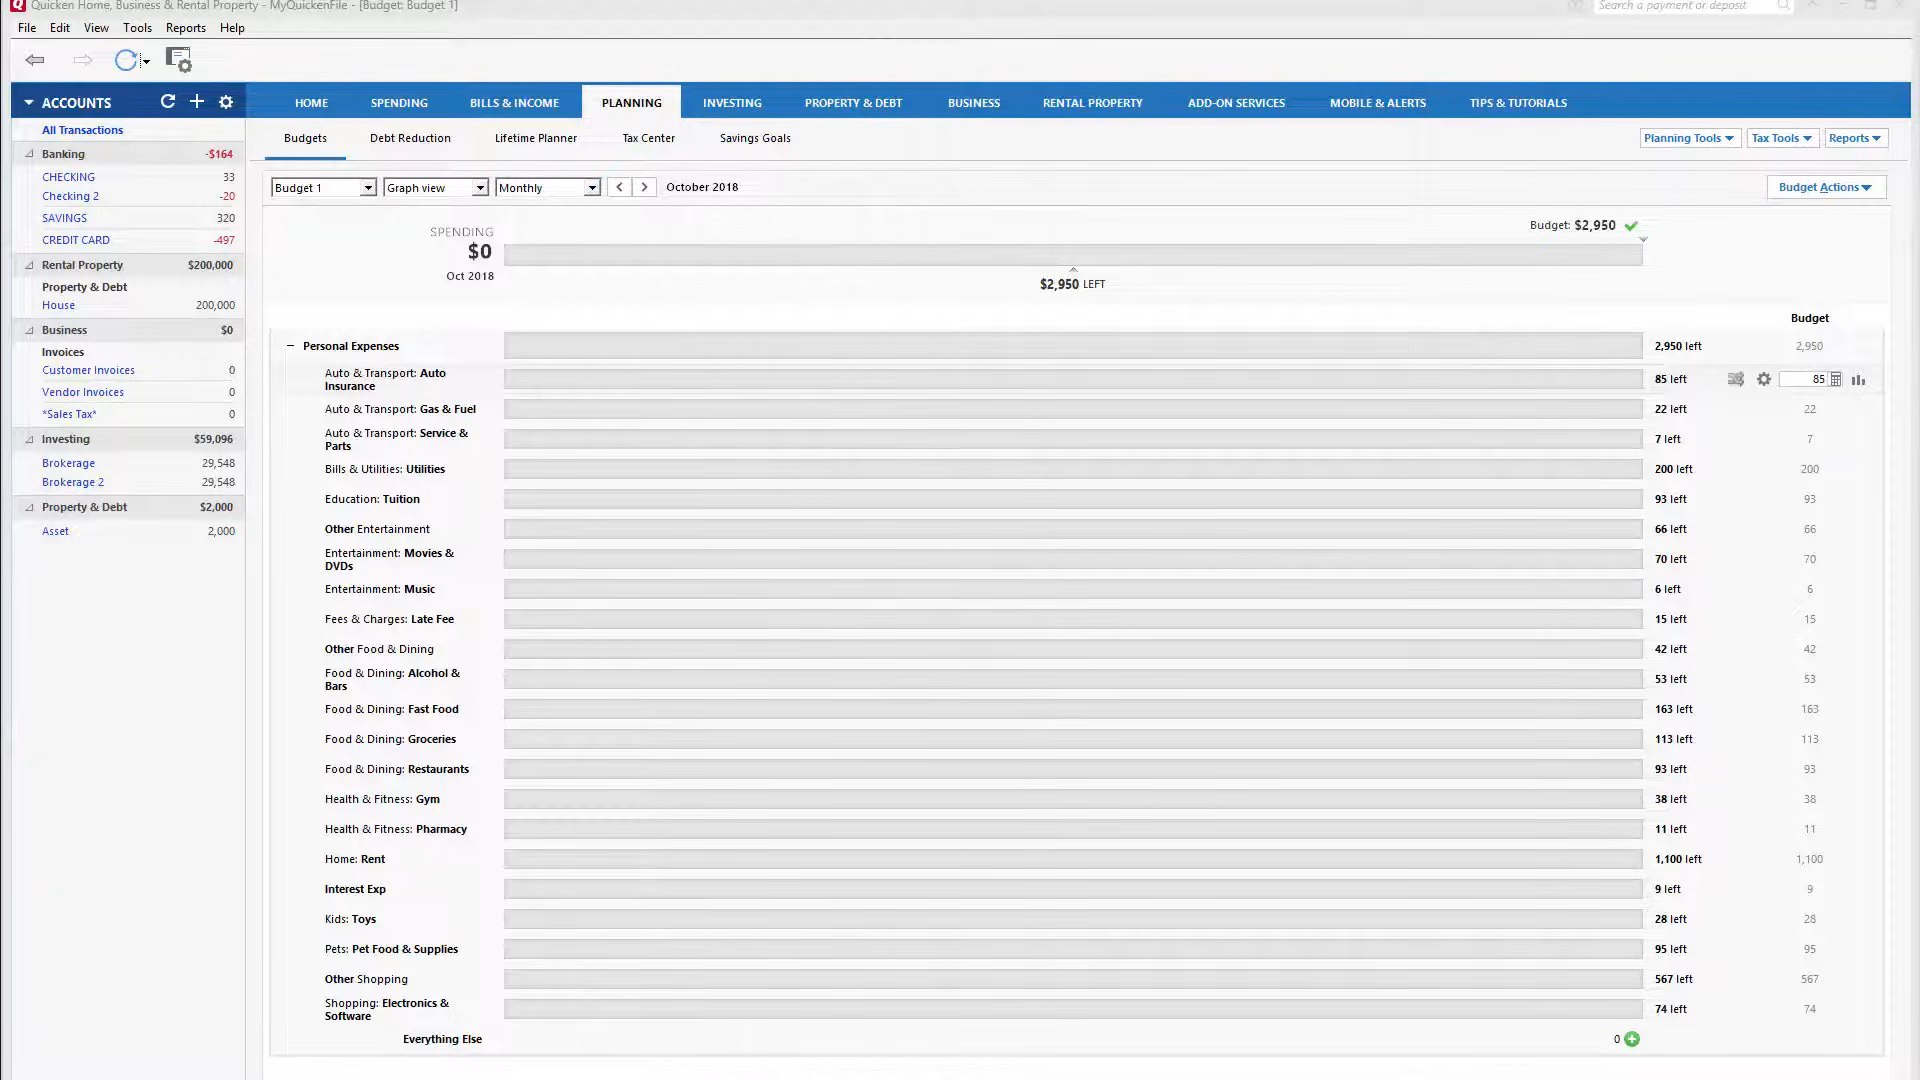 Quicken Home, Business & Rental Property - MyQuickenFile - [Budget: Budget 1]
Search a payment or deposit
File Edit View Tools Reports Help
ACCOUNTS
HOME SPENDING BILLS & INCOME PLANNING INVESTING PROPERTY & DEBT BUSINESS RENTAL PROPERTY ADD-ON SERVICES MOBILE & ALERTS TIPS & TUTORIALS
All Transactions
Banking -$164
CHECKING 33
Checking 2 -20
SAVINGS 320
CREDIT CARD -497
Rental Property $200,000
Property & Debt
House 200,000
Business $0
Invoices
Customer Invoices 0
Vendor Invoices 0
*Sales Tax* 0
Investing $59,096
Brokerage 29,548
Brokerage 2 29,548
Property & Debt $2,000
Asset 2,000
Budgets Debt Reduction Lifetime Planner Tax Center Savings Goals
Planning Tools Tax Tools Reports
Budget 1 Graph view Monthly < > October 2018
Budget Actions
SPENDING
$0
Oct 2018
Budget: $2,950
$2,950 LEFT
Budget
Personal Expenses 2,950 left 2,950
Auto & Transport: Auto
Insurance 85 left 85
Auto & Transport: Gas & Fuel 22 left 22
Auto & Transport: Service &
Parts 7 left 7
Bills & Utilities: Utilities 200 left 200
Education: Tuition 93 left 93
Other Entertainment 66 left 66
Entertainment: Movies &
DVDs 70 left 70
Entertainment: Music 6 left 6
Fees & Charges: Late Fee 15 left 15
Other Food & Dining 42 left 42
Food & Dining: Alcohol &
Bars 53 left 53
Food & Dining: Fast Food 163 left 163
Food & Dining: Groceries 113 left 113
Food & Dining: Restaurants 93 left 93
Health & Fitness: Gym 38 left 38
Health & Fitness: Pharmacy 11 left 11
Home: Rent 1,100 left 1,100
Interest Exp 9 left 9
Kids: Toys 28 left 28
Pets: Pet Food & Supplies 95 left 95
Other Shopping 567 left 567
Shopping: Electronics &
Software 74 left 74
Everything Else 0